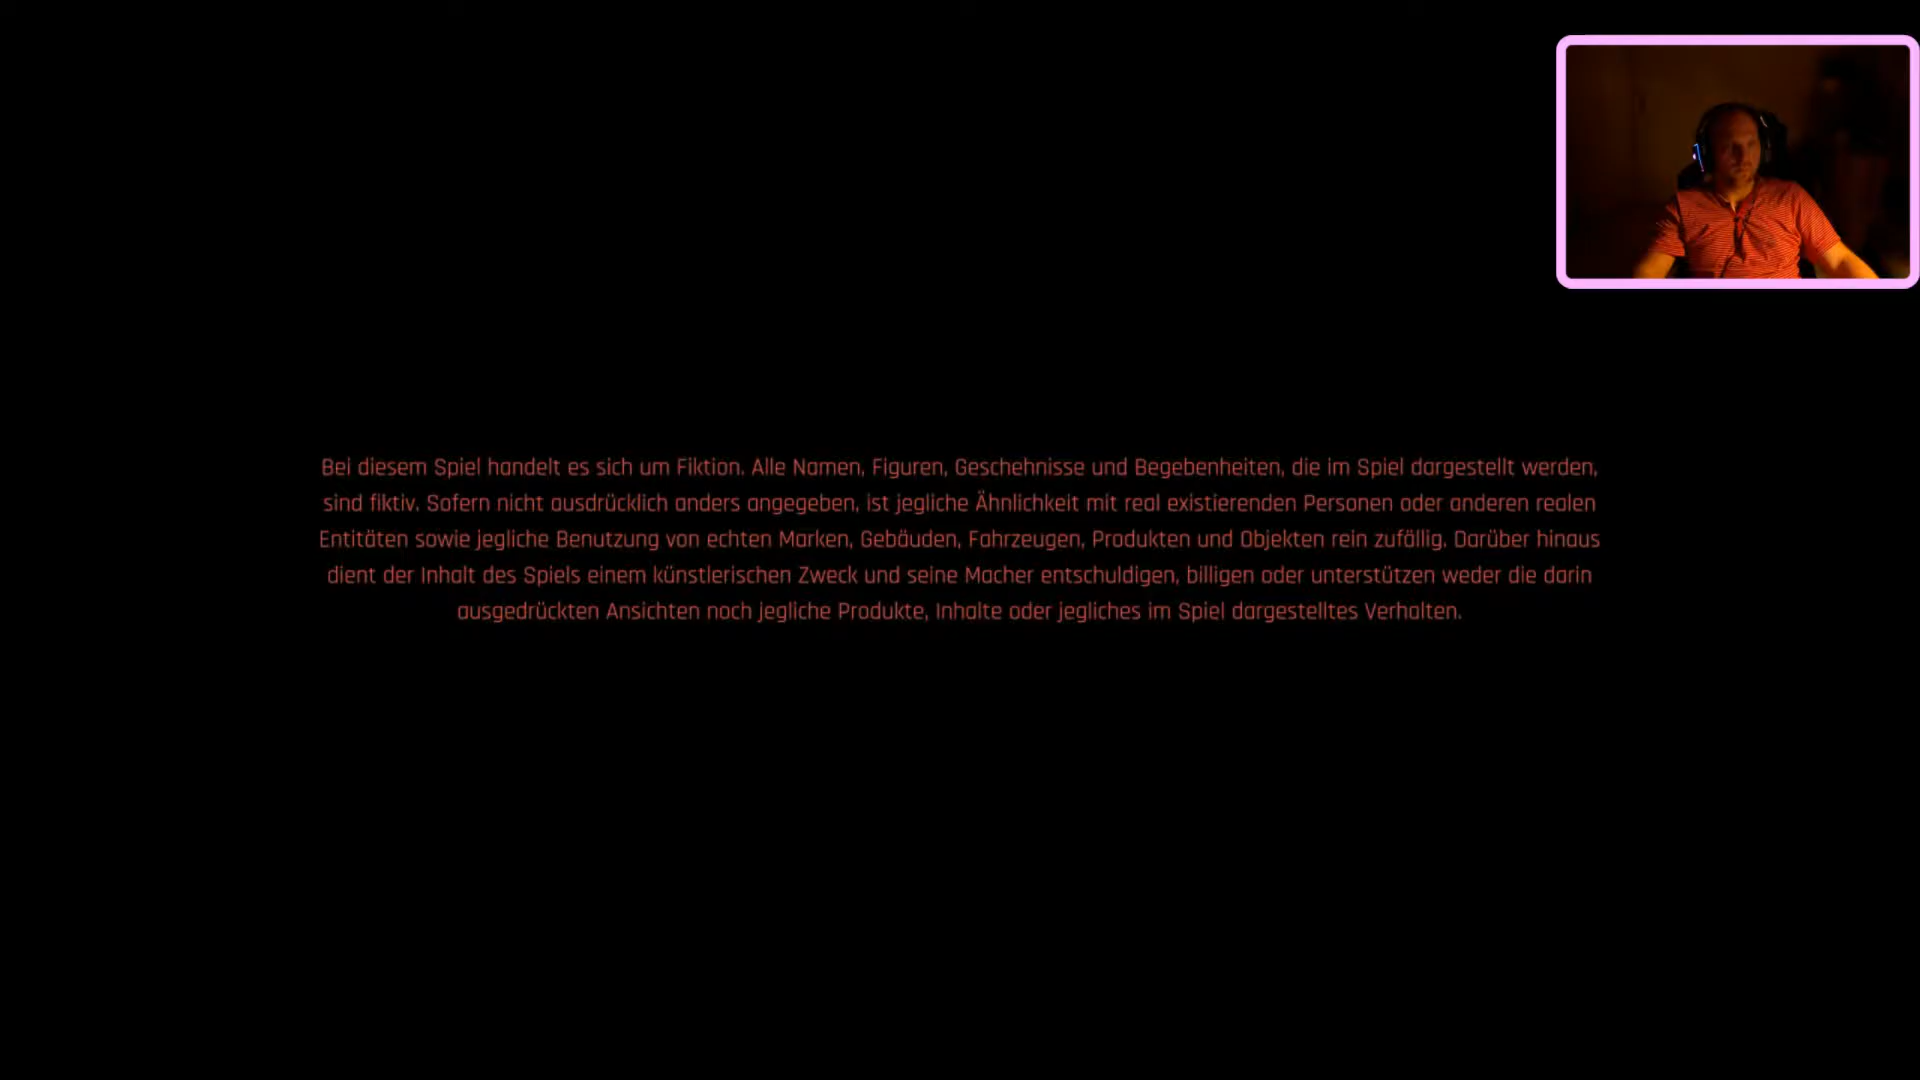 Bei diesem Spiel handelt es sich um Fiktion. Alle Namen, Figuren, Geschehnisse und Begebenheiten, die im Spiel dargestellt werden,
sind fiktiv. Sofern nicht ausdrücklich anders angegeben, ist jegliche Ähnlichkeit mit real existierenden Personen oder anderen realen
Entitäten sowie jegliche Benutzung von echten Marken, Gebäuden, Fahrzeugen, Produkten und Objekten rein zufällig. Darüber hinaus
dient der Inhalt des Spiels einem künstlerischen Zweck und seine Macher entschuldigen, billigen oder unterstützen weder die darin
ausgedrückten Ansichten noch jegliche Produkte, Inhalte oder jegliches im Spiel dargestelltes Verhalten.